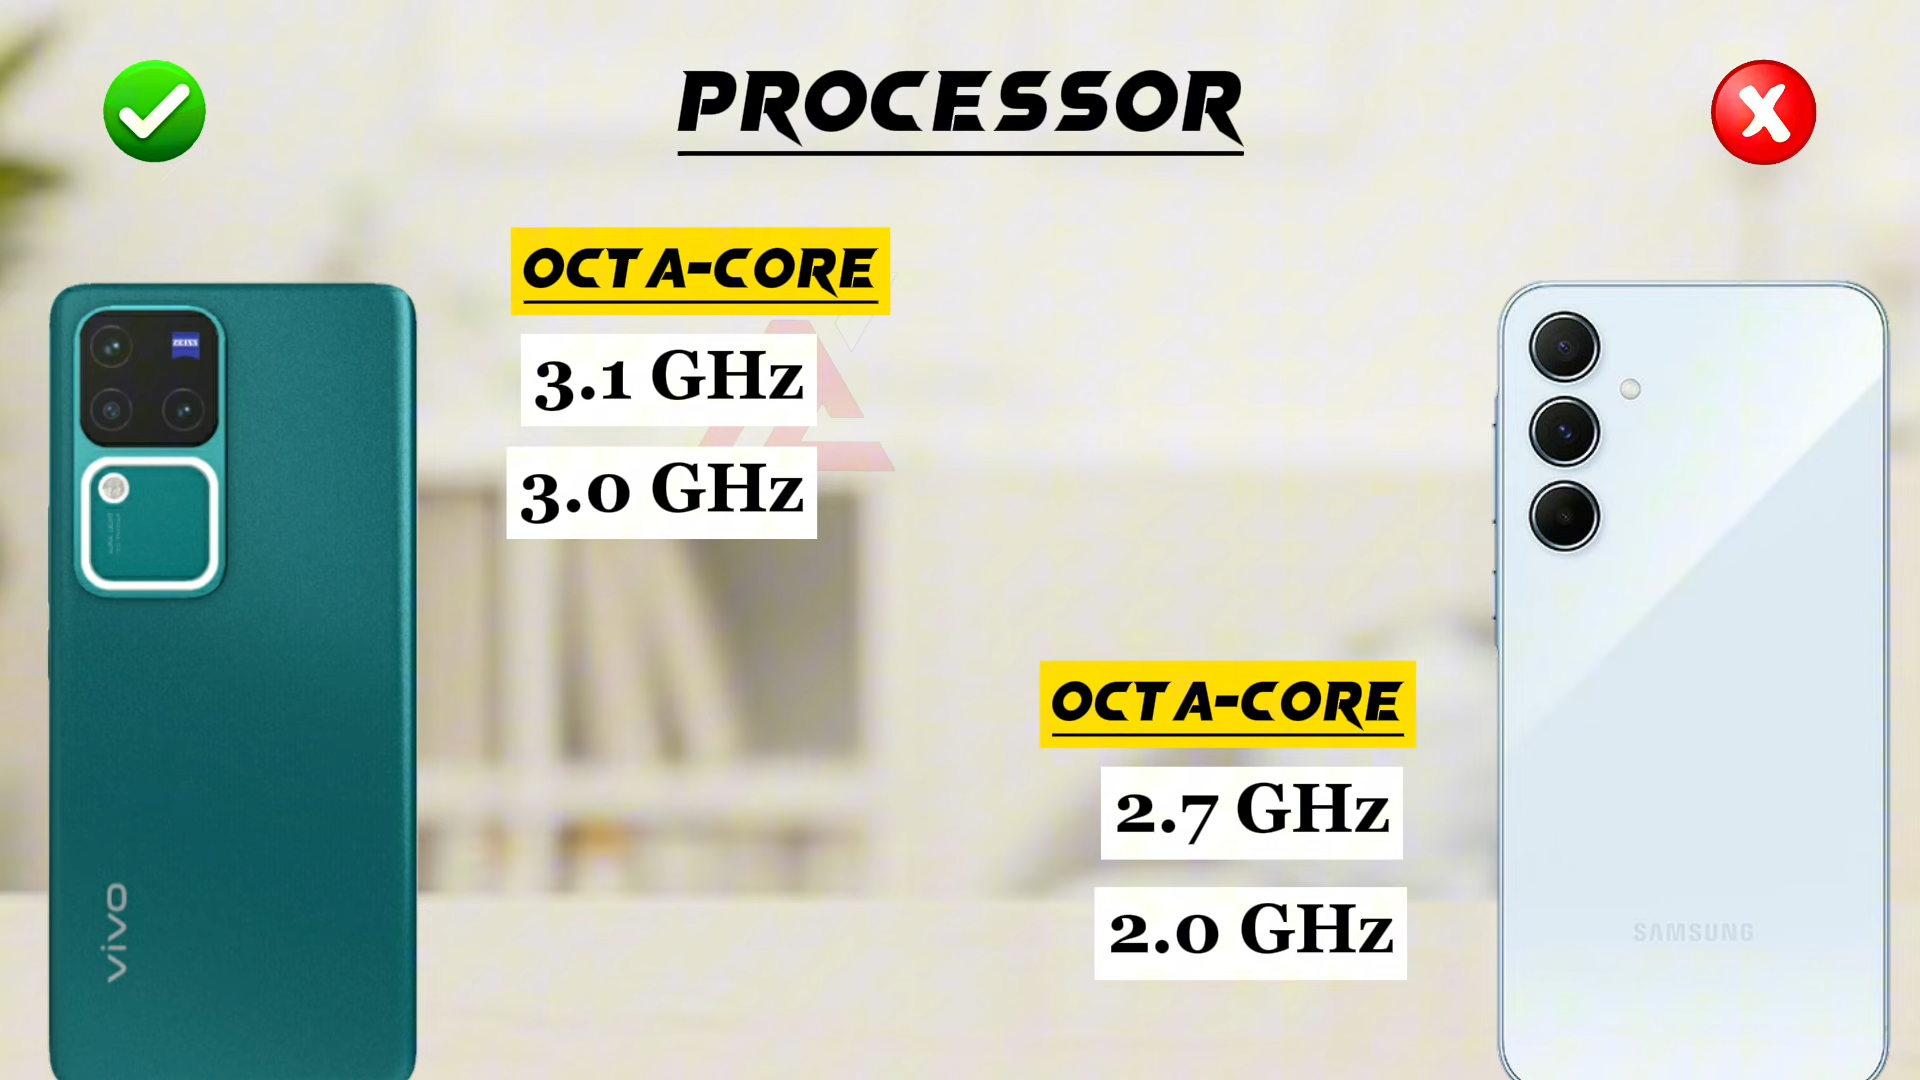 PROCESSOR
OCTA-CORE
3.1 GHz
3.0 GHz
ZEISS
vivo
OCTA-CORE
2.7 GHz
2.0 GHz
SAMSUNG